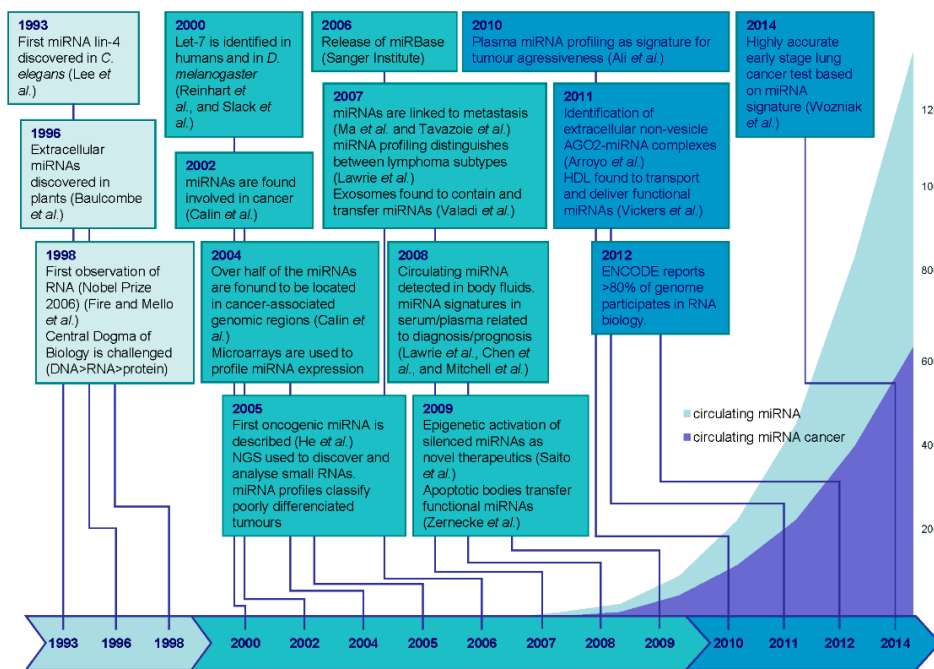 1993
First miRNA lin-4
discovered in C.
elegans (Lee et
al.)
1996
Extracellular
miRNAs
discovered in
plants (Baulcombe
et al.)
1998
First observation of
RNA (Nobel Prize
2006) (Fire and Mello
et al.)
Central Dogma of
Biology is challenged
(DNA>RNA>protein)
2000
Let-7 is identified in
humans and in D.
melanogaster
(Reinhart et
al., and Slack et
al.)
2002
miRNAs are found
involved in cancer
(Calin et al.)
2004
Over half of the miRNAs
are fonund to be located
in cancer-associated
genomic regions (Calin et
al.)
Microarrays are used to
profile miRNA expression
2005
First oncogenic miRNA is
described (He et al.)
NGS used to discover and
analyse small RNAs.
miRNA profiles classify
poorly differenciated
tumours
2006
Release of miRBase
(Sanger Institute)
2007
miRNAs are linked to metastasis
(Ma et al. and Tavazoie et al.)
miRNA profiling distinguishes
between lymphoma subtypes
(Lawrie et al.)
Exosomes found to contain and
transfer miRNAs (Valadi et al.)
2008
Circulating miRNA
detected in body fluids.
miRNA signatures in
serum/plasma related
to diagnosis/prognosis
(Lawrie et al., Chen et
al., and Mitchell et al.)
2009
Epigenetic activation of
silenced miRNAs as
novel therapeutics (Saito
et al.)
Apoptotic bodies transfer
functional miRNAs
(Zernecke et al.)
2010
Plasma miRNA profiling as signature for
tumour agressiveness (Ali et al.)
2011
Identification of
extracellular non-vesicle
AGO2-miRNA complexes
(Arroyo et al.)
HDL found to transport
and deliver functional
miRNAs (Vickers et al.)
2012
ENCODE reports
>80% of genome
participates in RNA
biology.
2014
Highly accurate
early stage lung
cancer test based
on miRNA
signature (Wozniak
et al.)
circulating miRNA
circulating miRNA cancer
12
10
80
60
40
20
1993 1996 1998 2000 2002 2004 2005 2006 2007 2008 2009 2010 2011 2012 2014